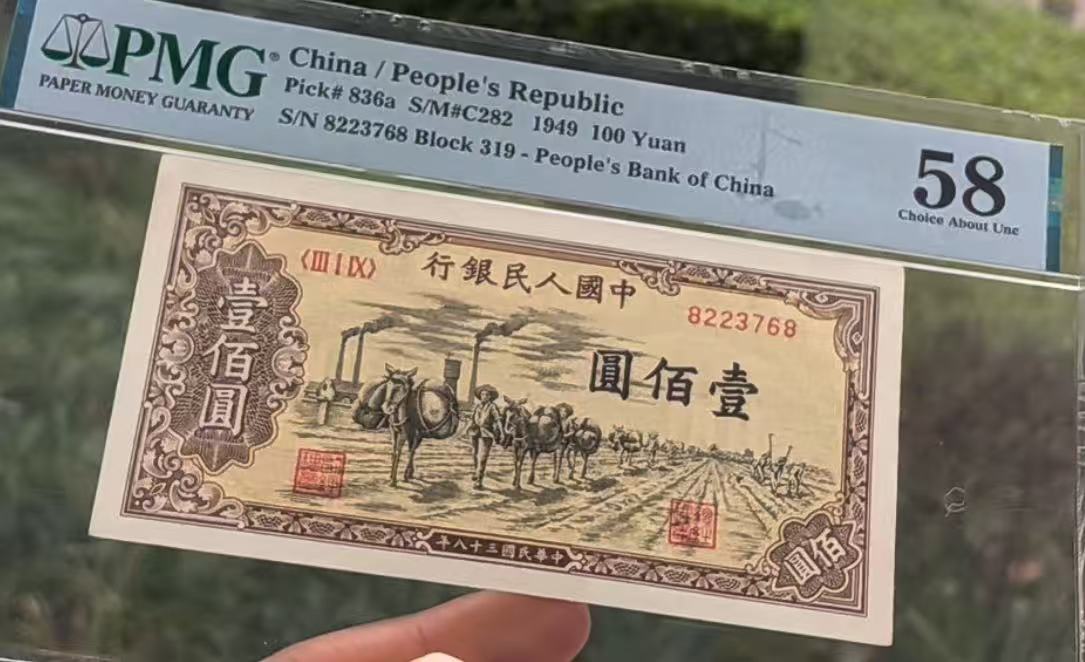 PMG®
PAPER MONEY GUARANTY
China / People's Republic
Pick# 836a S/M#C282 1949 100 Yuan
S/N 8223768 Block 319 - People's Bank of China
58
Choice About Unc
〈III I IX〉
行銀民人國中
8223768
壹佰圓
圓佰壹
年八十三國民華中
佰圓